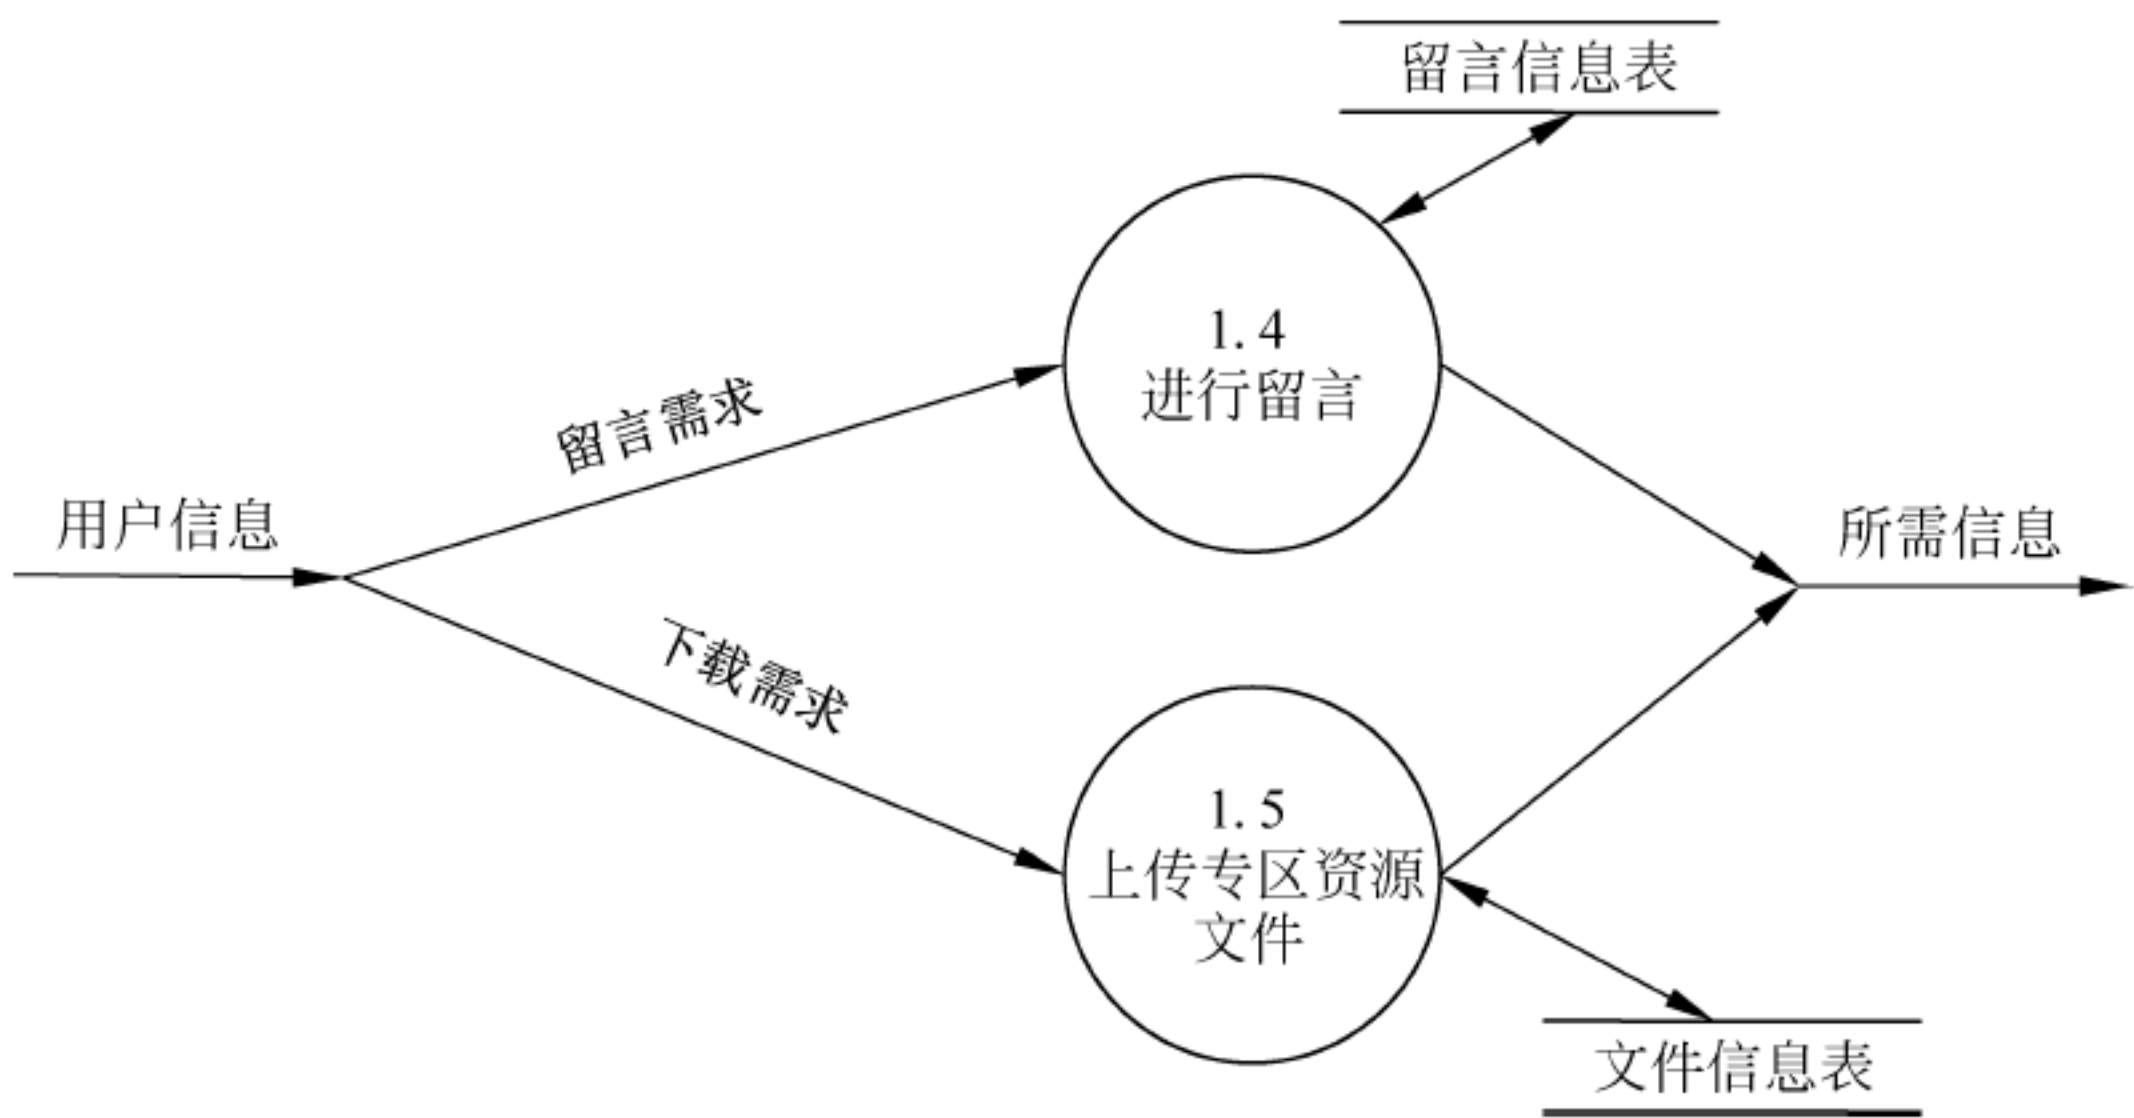 留言信息表
1.4
进行留言
留言需求
用户信息
所需信息
下载需求
1.5
上传专区资源
文件
文件信息表